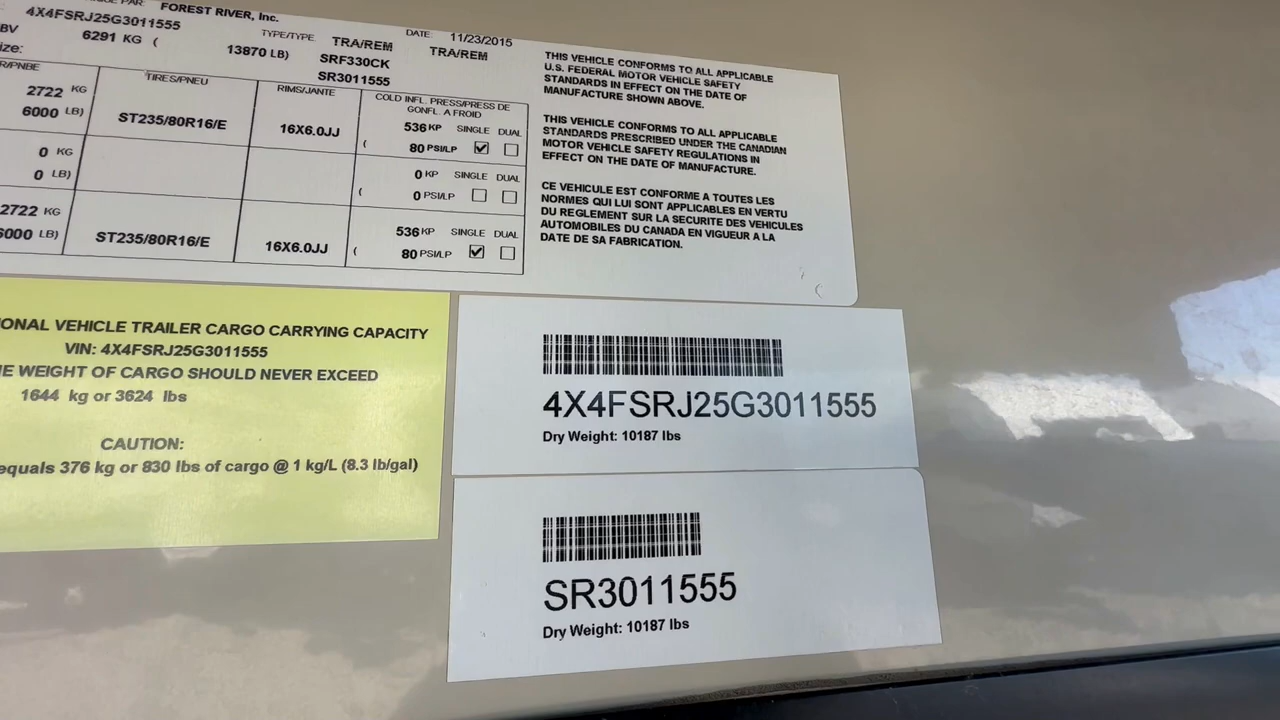 FOREST RIVER, Inc.
4X4FSRJ25G3011555
DATE: 11/23/2015
6291 KG ( 13870 LB) TYPE/TYPE TRA/REM TRA/REM
SRF330CK
SR3011555
TIRES/PNEU RIMS/JANTE COLD INFL. PRESS/PRESS DE
GONFL. A FROID
2722 KG
6000 LB) ST235/80R16/E 16X6.0JJ 536 KP SINGLE DUAL
( 80 PSI/LP
0 KG 0 KP SINGLE DUAL
0 LB) ( 0 PSI/LP
2722 KG 536 KP SINGLE DUAL
6000 LB) ST235/80R16/E 16X6.0JJ ( 80 PSI/LP
THIS VEHICLE CONFORMS TO ALL APPLICABLE
U.S. FEDERAL MOTOR VEHICLE SAFETY
STANDARDS IN EFFECT ON THE DATE OF
MANUFACTURE SHOWN ABOVE.
THIS VEHICLE CONFORMS TO ALL APPLICABLE
STANDARDS PRESCRIBED UNDER THE CANADIAN
MOTOR VEHICLE SAFETY REGULATIONS IN
EFFECT ON THE DATE OF MANUFACTURE.
CE VEHICULE EST CONFORME A TOUTES LES
NORMES QUI LUI SONT APPLICABLES EN VERTU
DU REGLEMENT SUR LA SECURITE DES VEHICULES
AUTOMOBILES DU CANADA EN VIGUEUR A LA
DATE DE SA FABRICATION.
VEHICLE TRAILER CARGO CARRYING CAPACITY
VIN: 4X4FSRJ25G3011555
WEIGHT OF CARGO SHOULD NEVER EXCEED
1644 kg or 3624 lbs
CAUTION:
equals 376 kg or 830 lbs of cargo @ 1 kg/L (8.3 lb/gal)
4X4FSRJ25G3011555
Dry Weight: 10187 lbs
SR3011555
Dry Weight: 10187 lbs